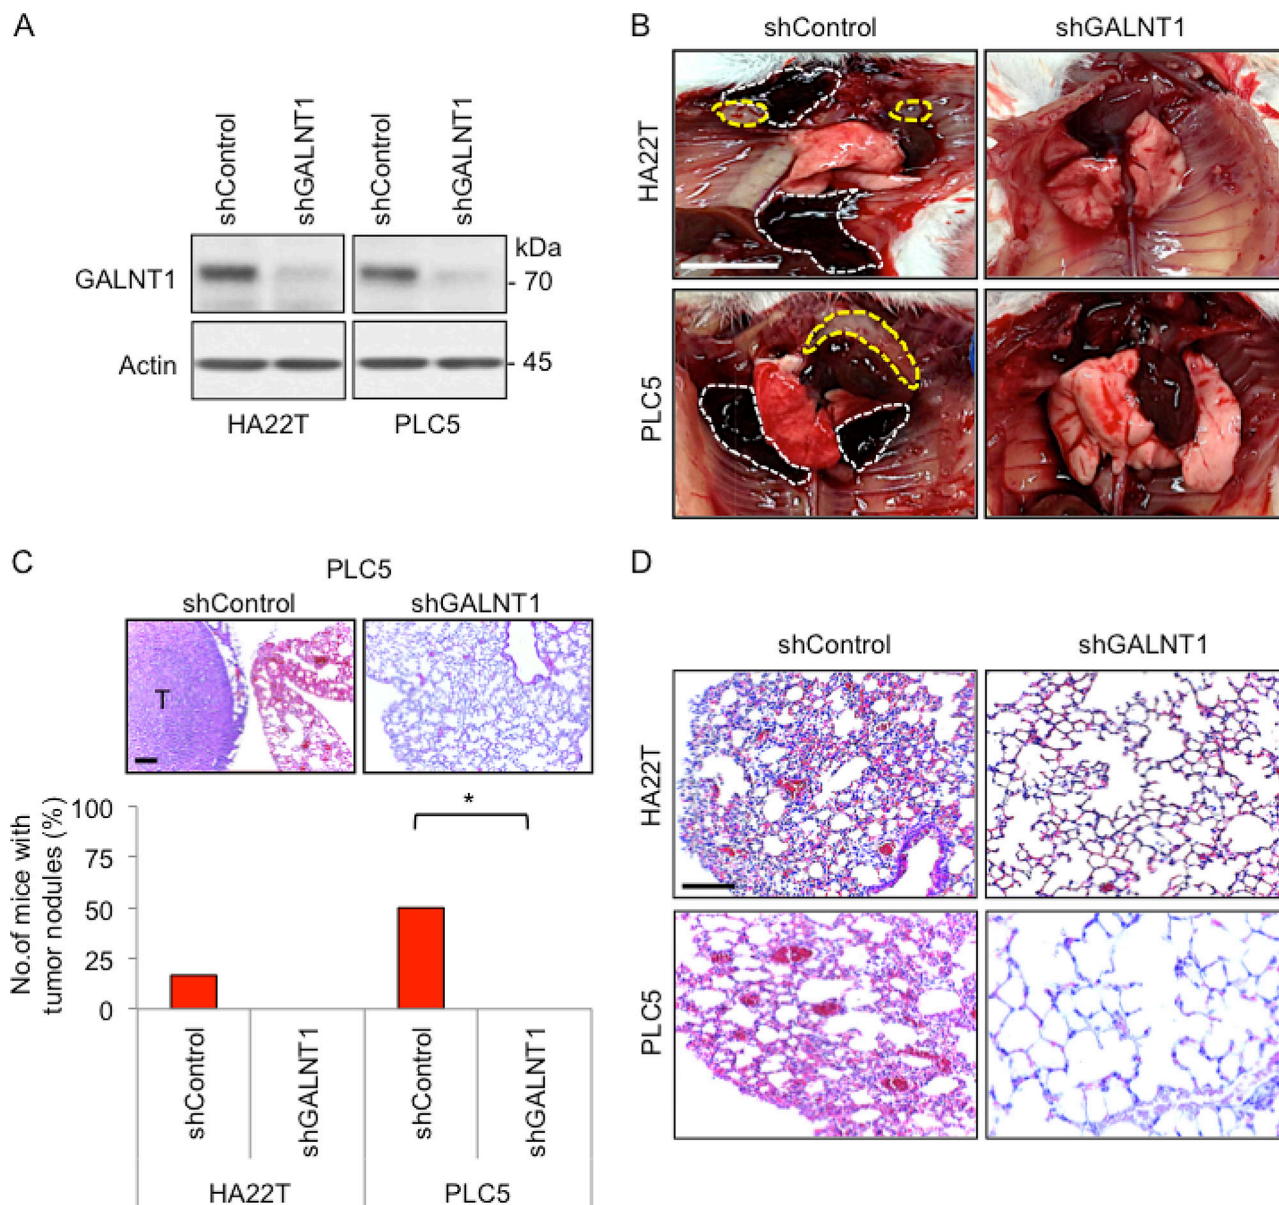 A
shControl
shGALNT1
shControl
shGALNT1
kDa
GALNT1
- 70
Actin
- 45
HA22T
PLC5
B
shControl
shGALNT1
HA22T
PLC5
C
PLC5
shControl
shGALNT1
T
No.of mice with
tumor nodules (%)
100
75
50
25
0
*
shControl
shGALNT1
shControl
shGALNT1
HA22T
PLC5
D
shControl
shGALNT1
HA22T
PLC5